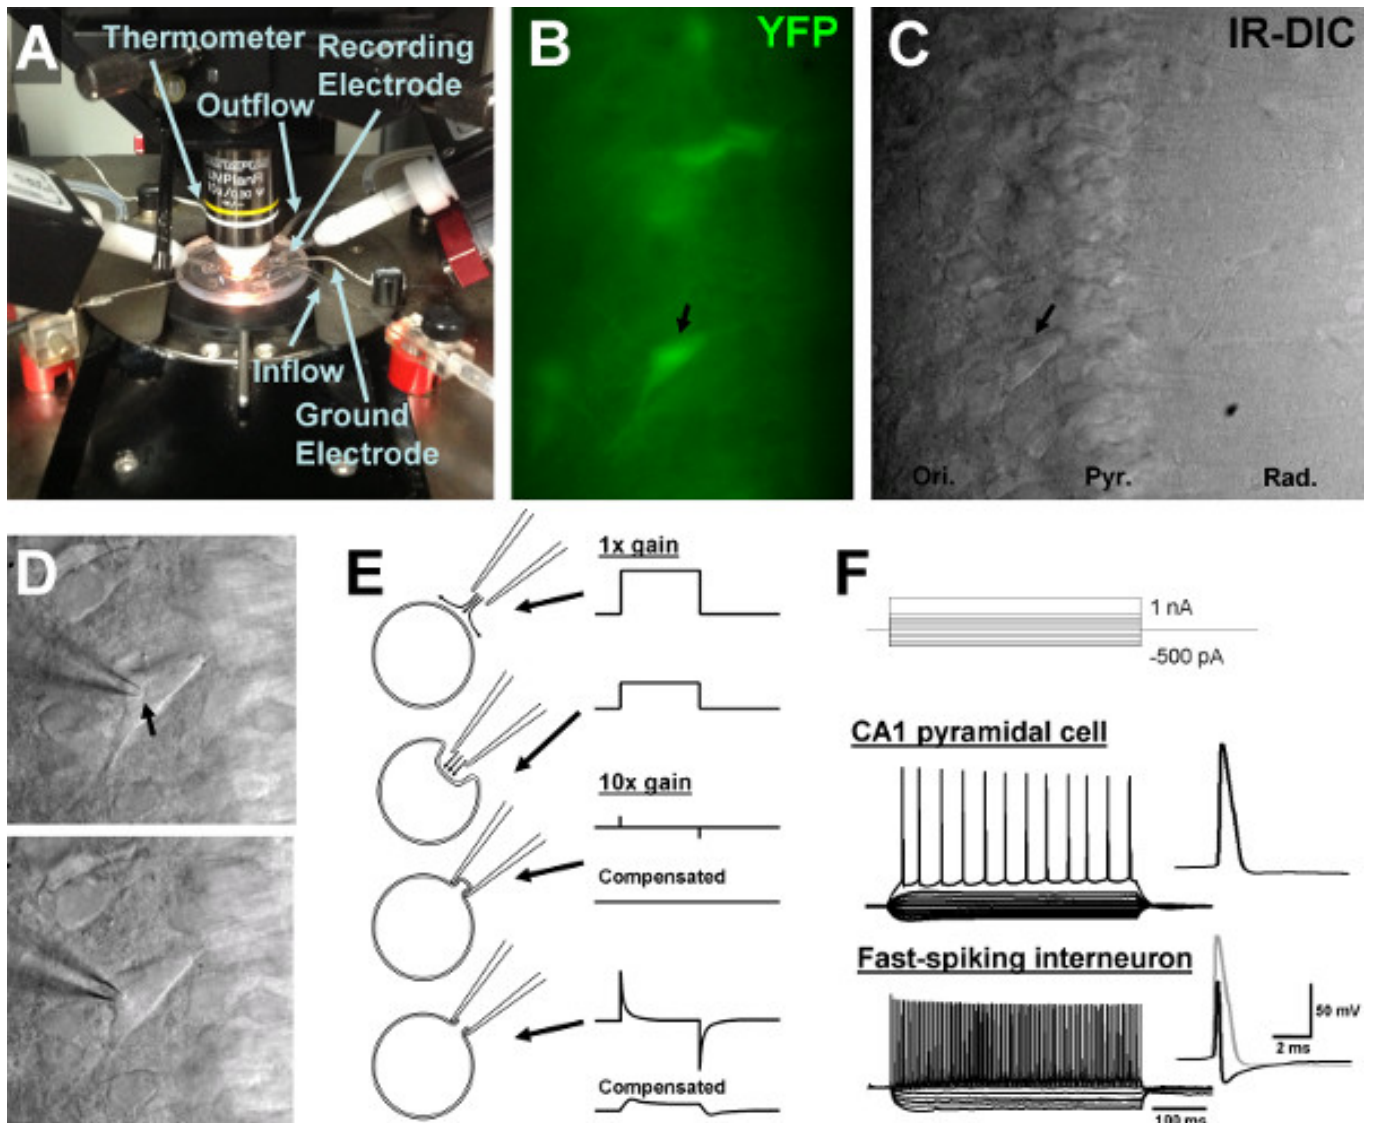 A
Thermometer
Recording
Electrode
Outflow
Inflow
Ground
Electrode
B
YFP
C
IR-DIC
Ori.
Pyr.
Rad.
D
E
1x gain
10x gain
Compensated
Compensated
F
1 nA
-500 pA
CA1 pyramidal cell
Fast-spiking interneuron
50 mV
2 ms
100 ms